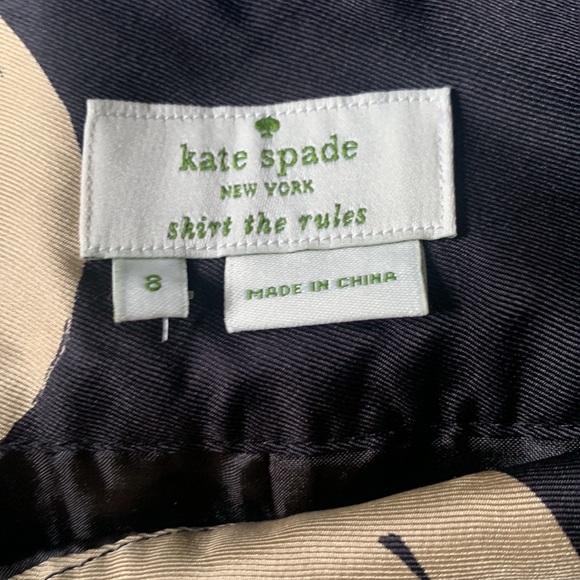 kate spade
NEW YORK
skirt the rules
8
MADE IN CHINA